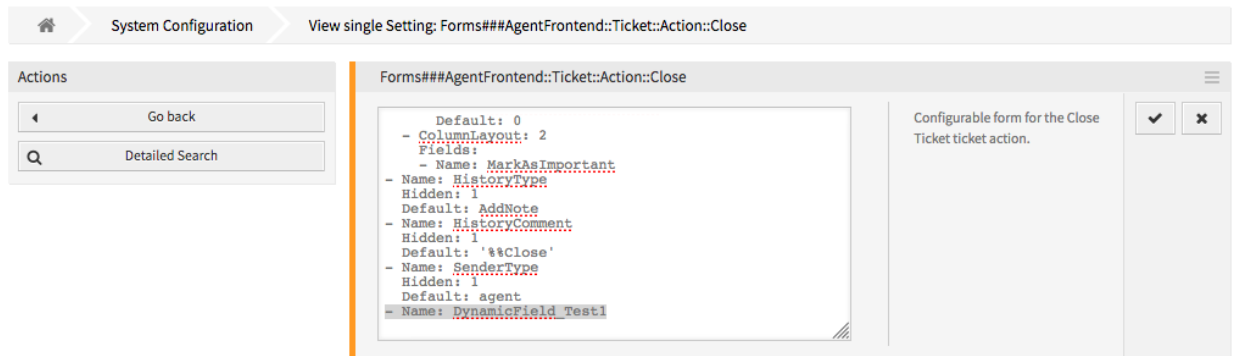 System Configuration
View single Setting: Forms###AgentFrontend::Ticket::Action::Close
Actions
Go back
Detailed Search
Forms###AgentFrontend::Ticket::Action::Close
Default: 0
- ColumnLayout: 2
Fields:
- Name: MarkAsImportant
- Name: HistoryType
Hidden: 1
Default: AddNote
- Name: HistoryComment
Hidden: 1
Default: '%%Close'
- Name: SenderType
Hidden: 1
Default: agent
- Name: DynamicField_Test1
Configurable form for the Close
Ticket ticket action.